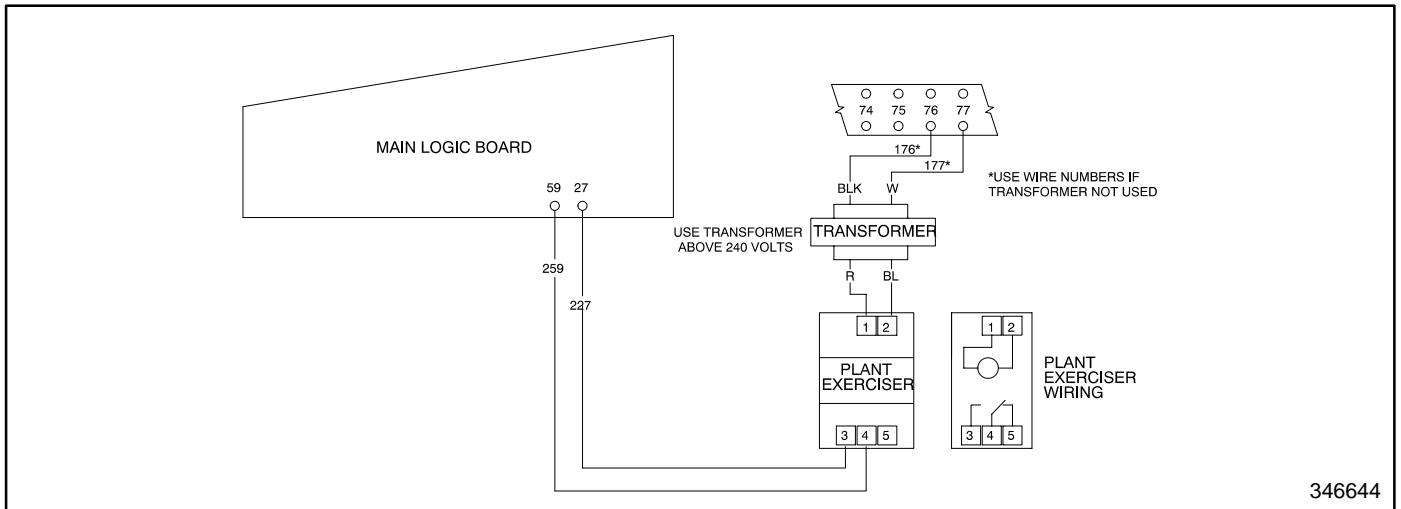 MAIN LOGIC BOARD
59 27
259
227
74 75 76 77
176*
177*
*USE WIRE NUMBERS IF
TRANSFORMER NOT USED
BLK W
USE TRANSFORMER
ABOVE 240 VOLTS
TRANSFORMER
R BL
1 2
PLANT
EXERCISER
3 4 5
1 2
3 4 5
PLANT
EXERCISER
WIRING
346644